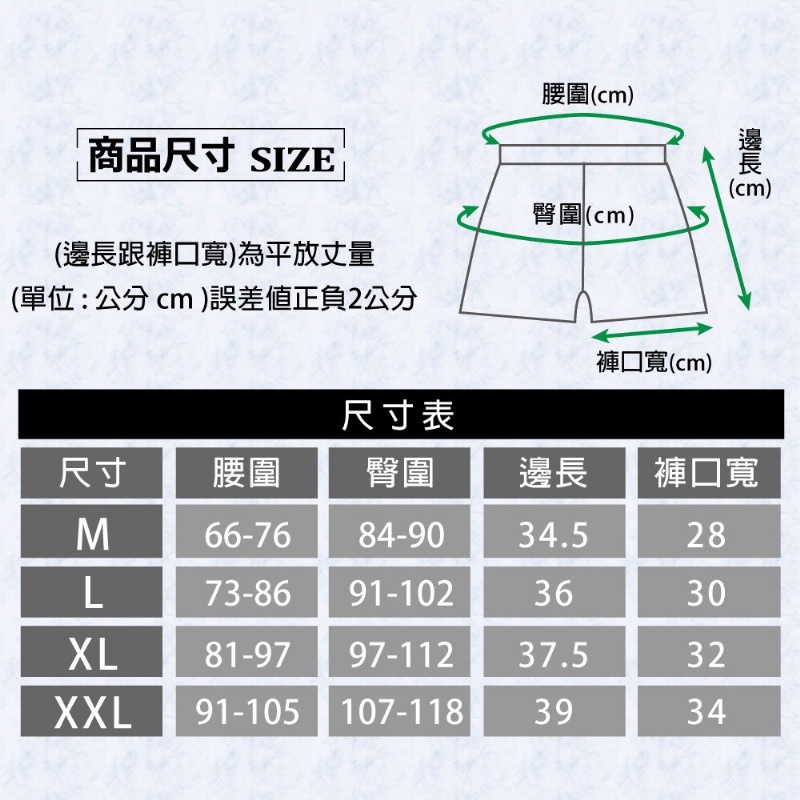 商品尺寸 SIZE
(邊長跟褲口寬)為平放丈量
(單位 : 公分 cm )誤差值正負2公分
腰圍(cm)
臀圍(cm)
邊長(cm)
褲口寬(cm)
尺寸表
尺寸 腰圍 臀圍 邊長 褲口寬
M 66-76 84-90 34.5 28
L 73-86 91-102 36 30
XL 81-97 97-112 37.5 32
XXL 91-105 107-118 39 34